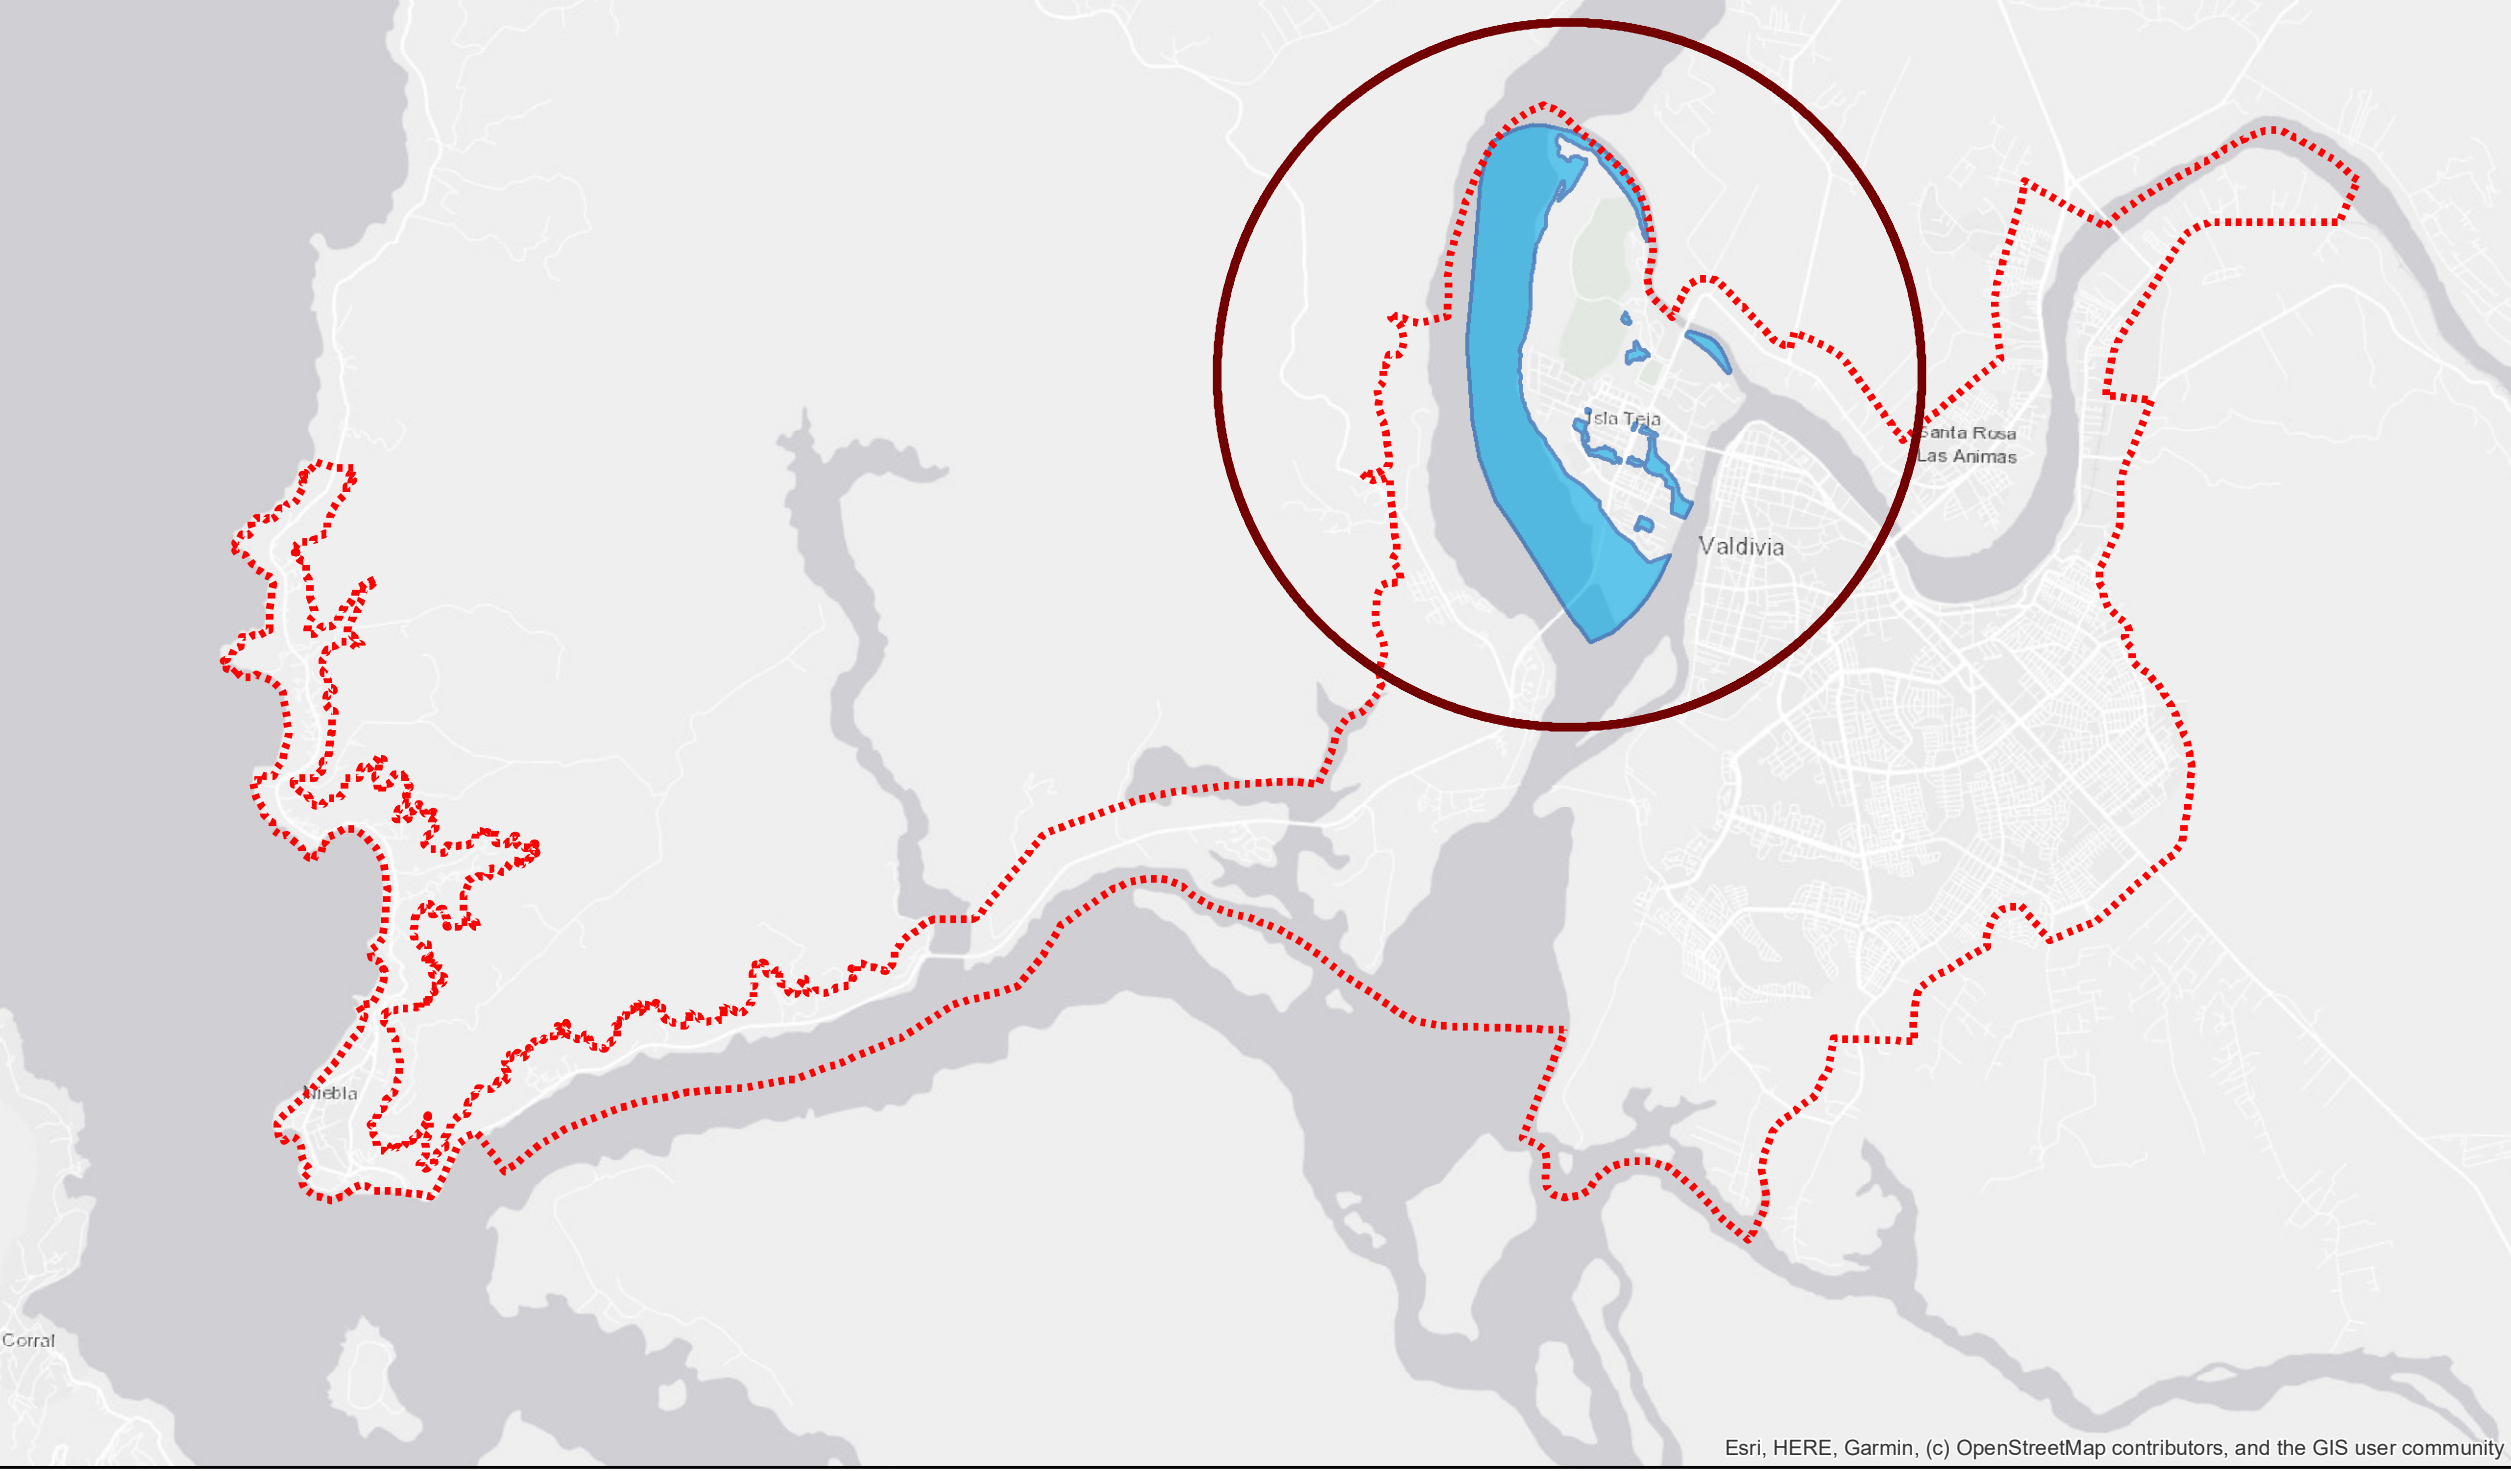 Isla Teja
Santa Rosa
Las Animas
Valdivia
Niebla
Corral
Esri, HERE, Garmin, (c) OpenStreetMap contributors, and the GIS user community